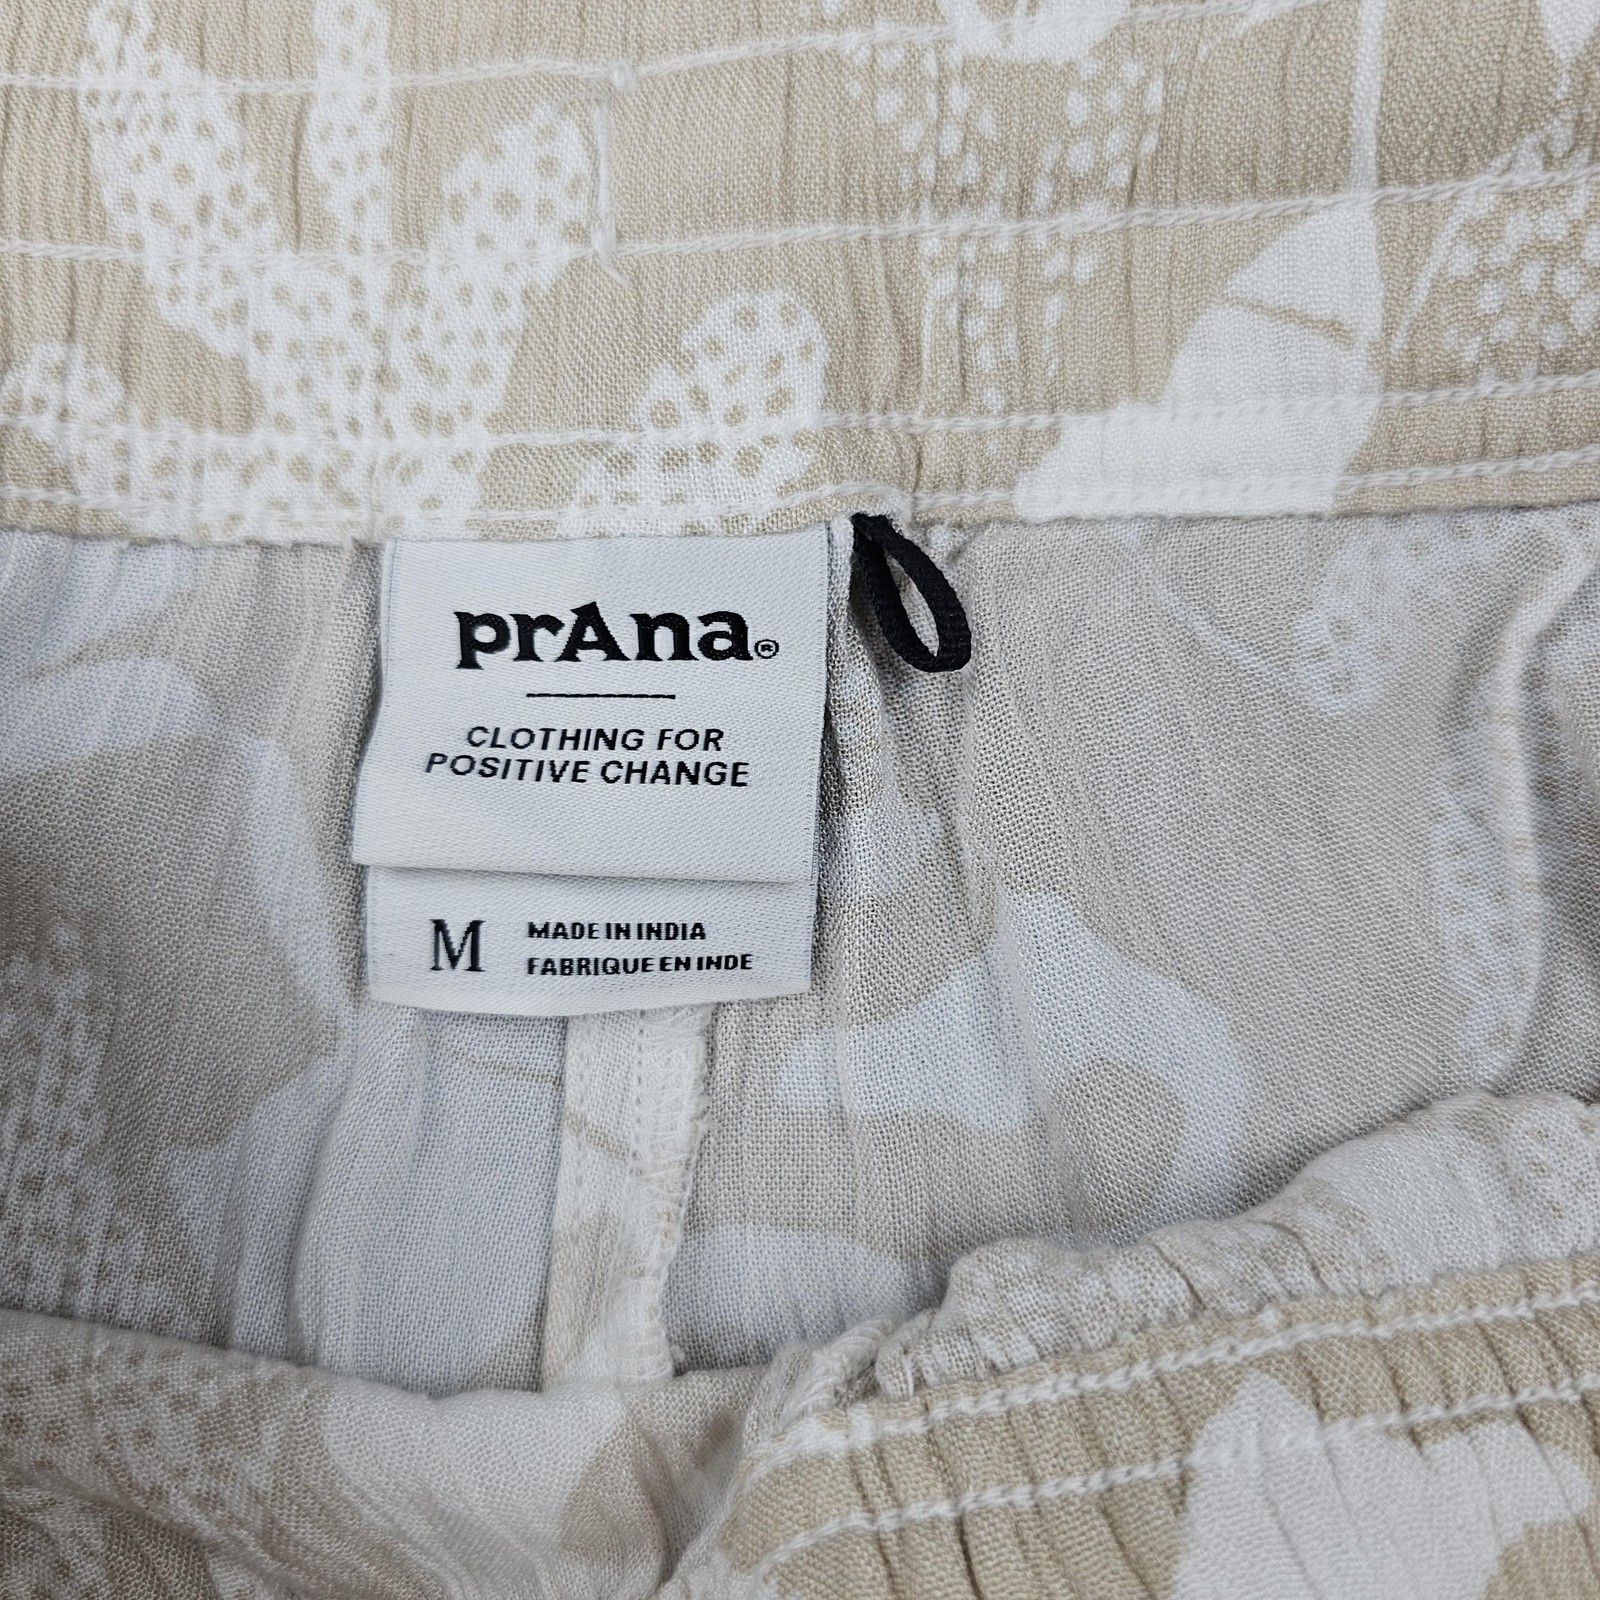 prAna®
CLOTHING FOR
POSITIVE CHANGE
M
MADE IN INDIA
FABRIQUE EN INDE